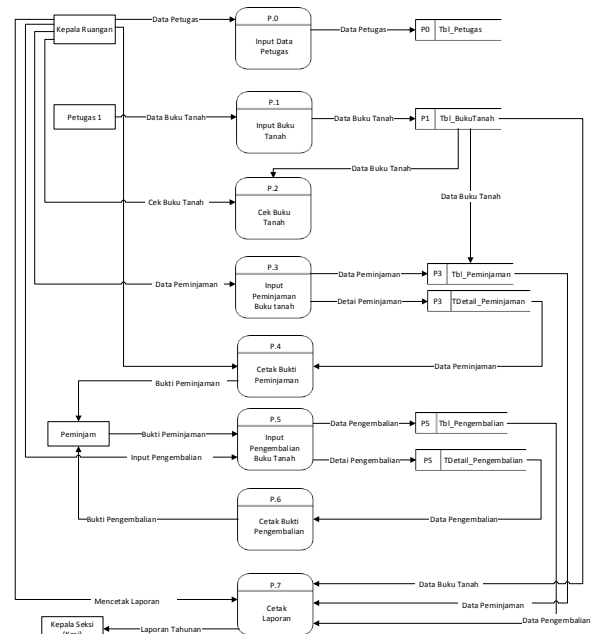 Kepala Ruangan
Data Petugas
P.0
Input Data
Petugas
Data Petugas
P0 Tbl_Petugas
Petugas 1
Data Buku Tanah
P.1
Input Buku
Tanah
Data Buku Tanah
P1 Tbl_BukuTanah
Data Buku Tanah
P.2
Cek Buku
Tanah
Cek Buku Tanah
Data Buku Tanah
P.3
Input
Peminjaman
Buku tanah
Data Peminjaman
Data Peminjaman
P3 Tbl_Peminjaman
Detai Peminjaman
P3 TDetail_Peminjaman
P.4
Cetak Bukti
Peminjaman
Data Peminjaman
Bukti Peminjaman
Peminjam
Bukti Peminjaman
P.5
Input
Pengembalian
Buku Tanah
Data Pengembalian
P5 Tbl_Pengembalian
Input Pengembalian
Detai Pengembalian
P5 TDetail_Pengembalian
P.6
Cetak Bukti
Pengembalian
Bukti Pengembalian
Data Pengembalian
P.7
Cetak
Laporan
Data Buku Tanah
Mencetak Laporan
Data Peminjaman
Data Pengembalian
Kepala Seksi
(Kasi)
Laporan Tahunan